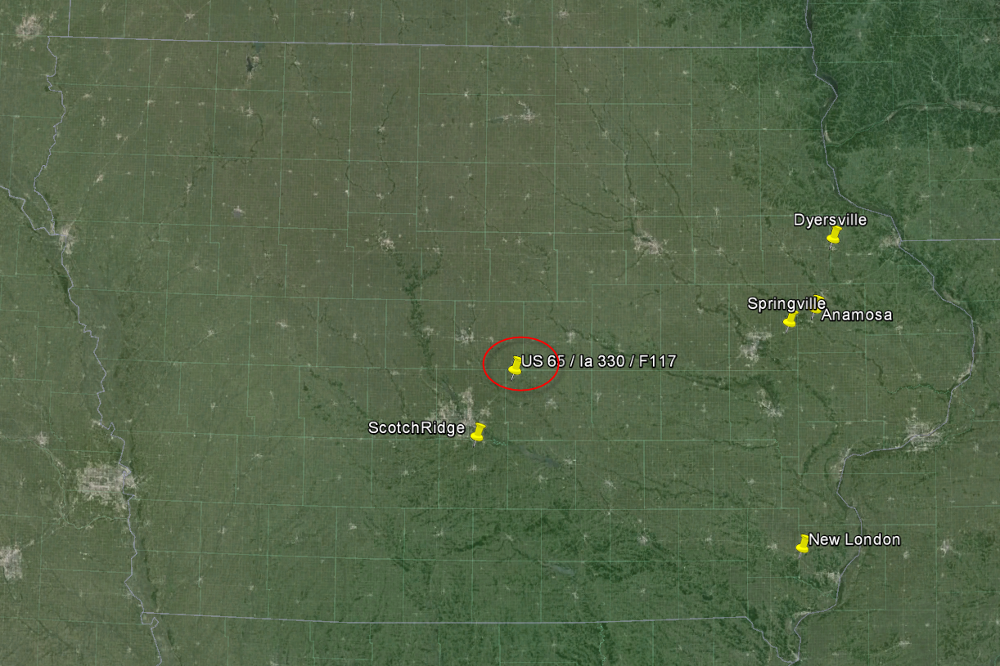 Dyersville
Springville
Anamosa
US 65 / Ia 330 / F117
ScotchRidge
New London